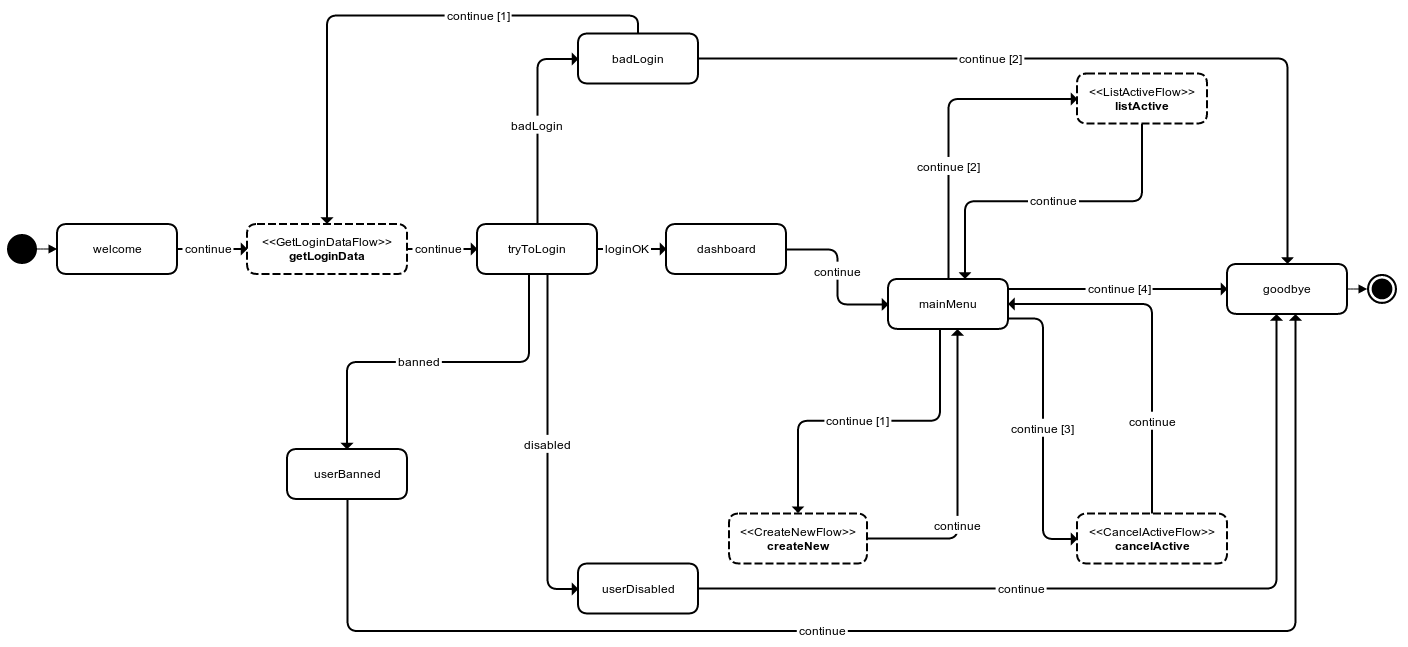 continue [1]
badLogin
continue [2]
<<ListActiveFlow>>
listActive
badLogin
continue [2]
continue
welcome
continue
<<GetLoginDataFlow>>
getLoginData
continue
tryToLogin
loginOK
dashboard
continue
mainMenu
continue [4]
goodbye
banned
continue [1]
continue [3]
continue
disabled
userBanned
<<CreateNewFlow>>
createNew
continue
<<CancelActiveFlow>>
cancelActive
userDisabled
continue
continue